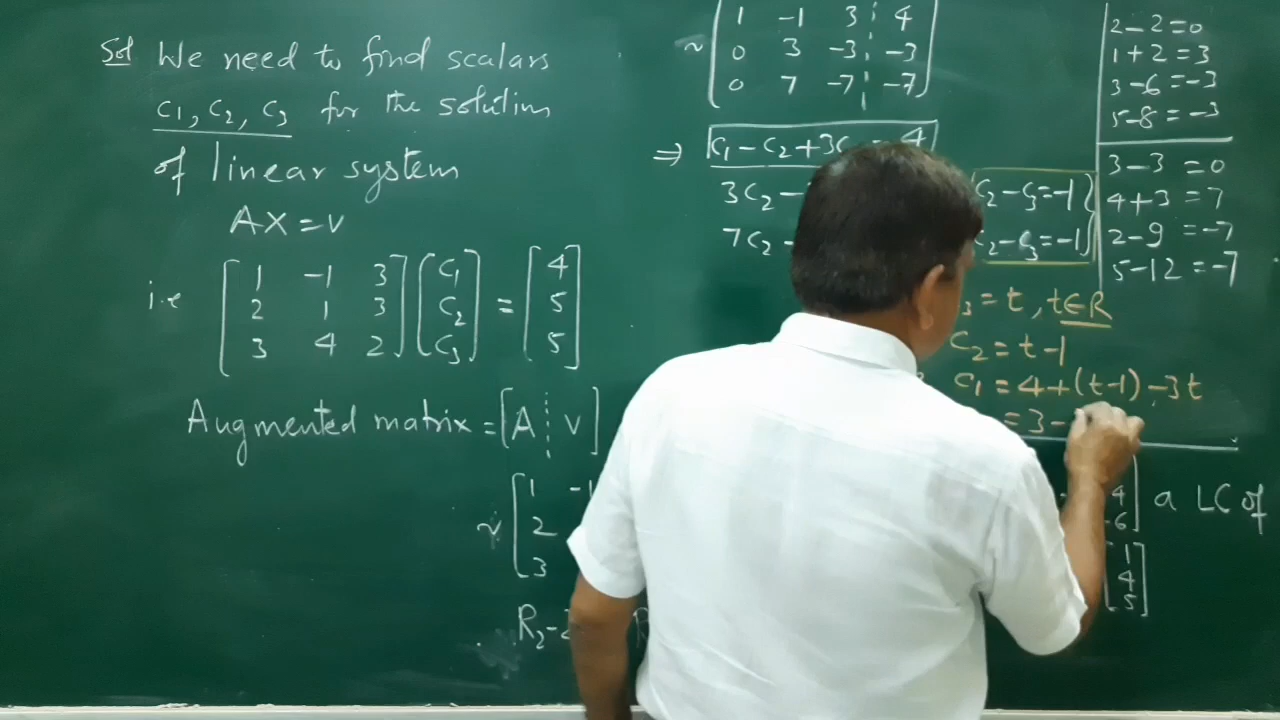 Sol We need to find scalars
C1, C2, C3 for the solution
of linear system
AX = v
i.e [1 -1 3 2 1 3 3 4 2] [C1 C2 C3] = [4 5 5]
Augmented matrix = [A ⋮ v]
~ [1 -1
2
3
R2-2
~ [1 -1 3 ⋮ 4
0 3 -3 ⋮ -3
0 7 -7 ⋮ -7]
⇒ C1 - C2 + 3C = 4
3C2 -
7C2 -
C2 - C3 = -1
C2 - C3 = -1
3 = t, t ∈ R
C2 = t - 1
C1 = 4 + (t-1) - 3t
= 3 -
2-2 = 0
1+2 = 3
3-6 = -3
5-8 = -3
3-3 = 0
4+3 = 7
2-9 = -7
5-12 = -7
4
-6] a LC of
1
4
5]